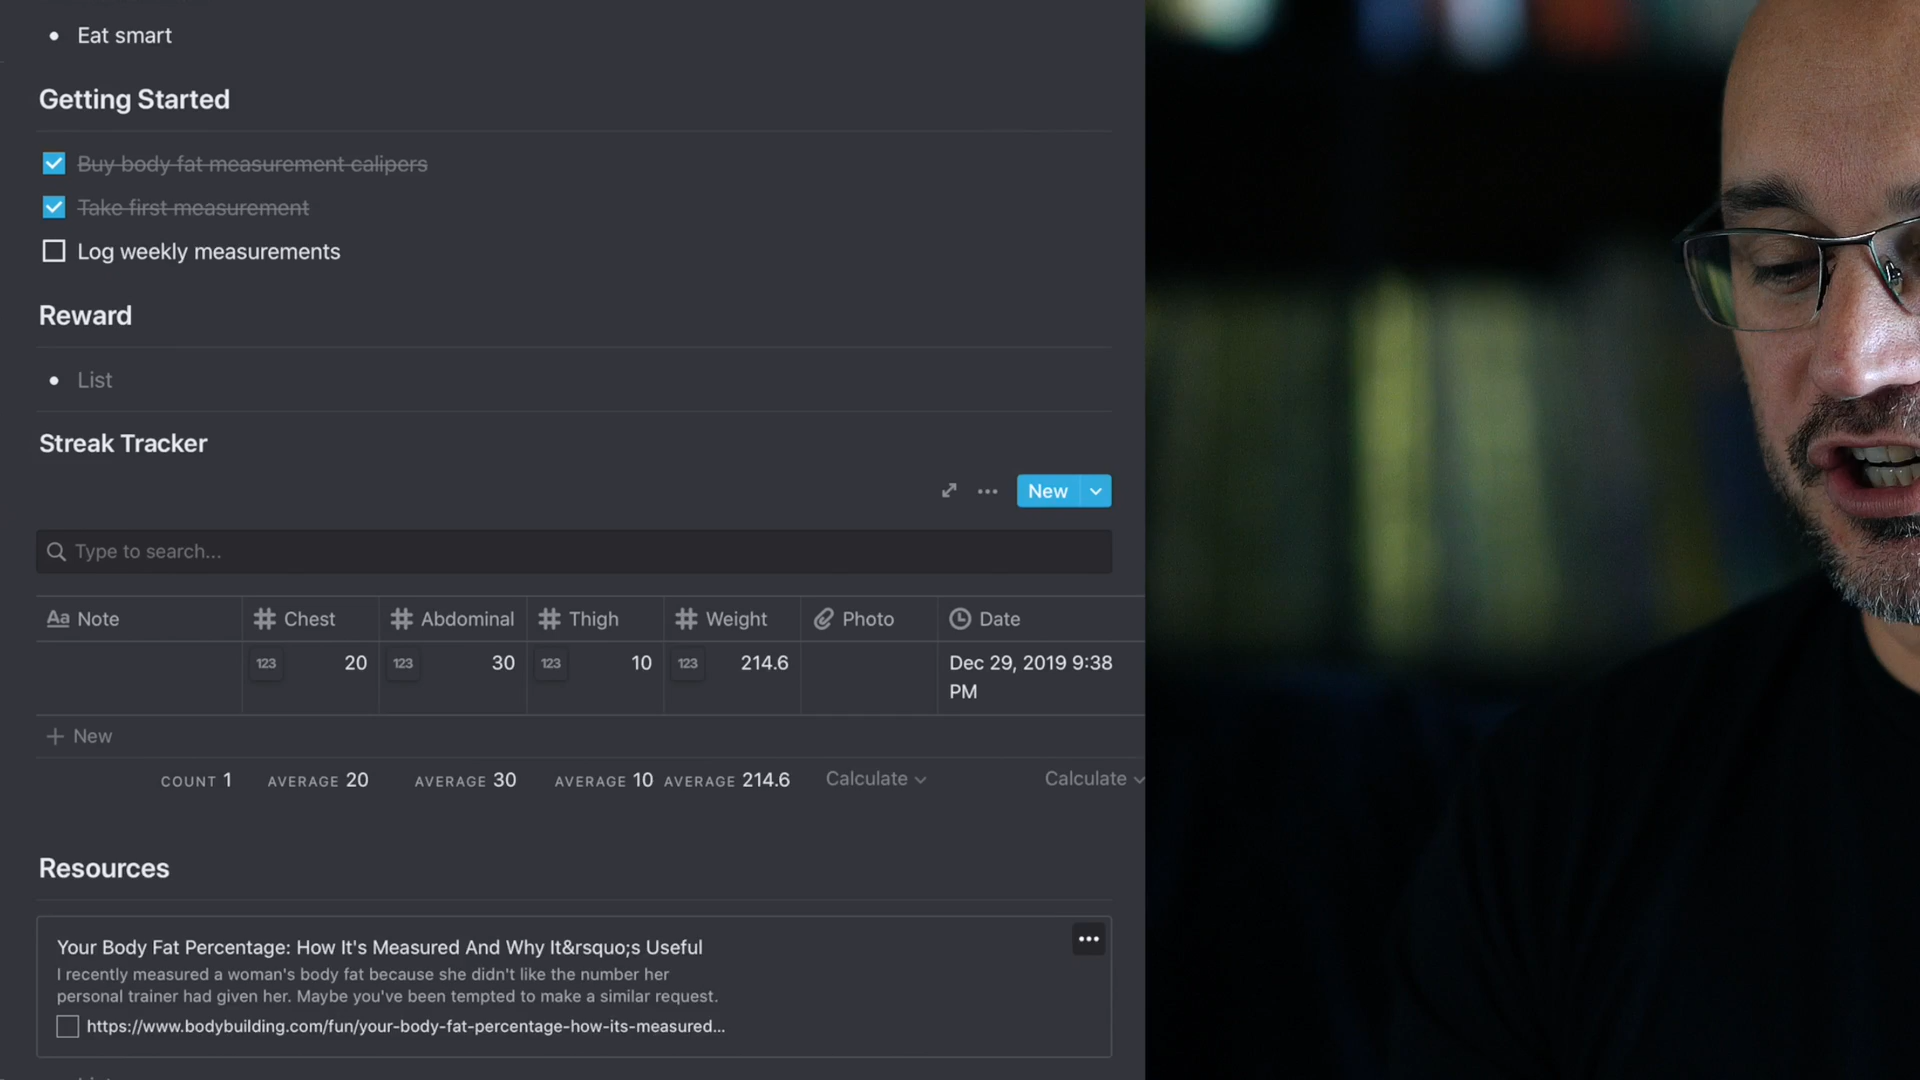 Eat smart
Getting Started
Buy body fat measurement calipers
Take first measurement
Log weekly measurements
Reward
List
Streak Tracker
New
Type to search...
Aa Note # Chest # Abdominal # Thigh # Weight Photo Date
123 20 123 30 123 10 123 214.6 Dec 29, 2019 9:38
PM
+ New
COUNT 1 AVERAGE 20 AVERAGE 30 AVERAGE 10 AVERAGE 214.6 Calculate Calculate
Resources
Your Body Fat Percentage: How It's Measured And Why It&rsquo;s Useful
I recently measured a woman's body fat because she didn't like the number her
personal trainer had given her. Maybe you've been tempted to make a similar request.
https://www.bodybuilding.com/fun/your-body-fat-percentage-how-its-measured...